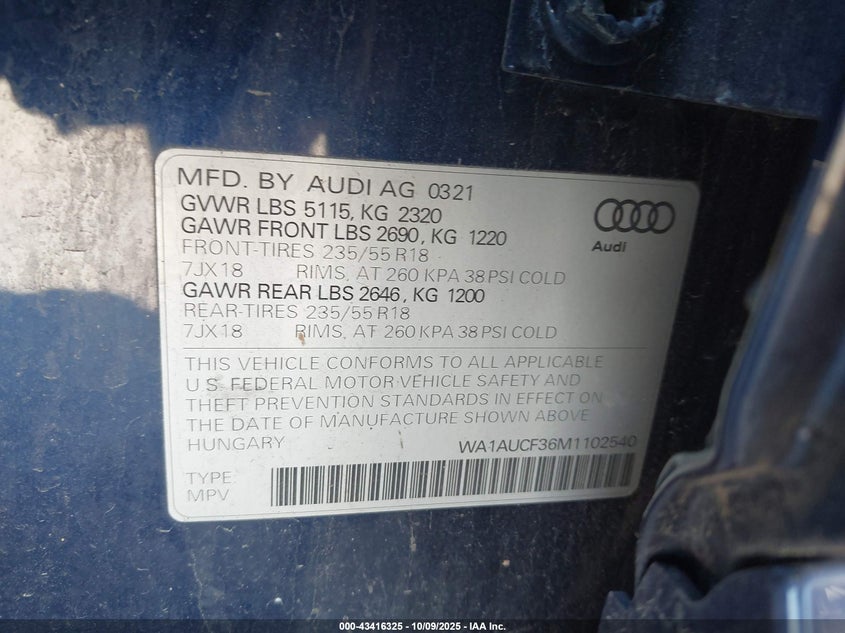 MFD. BY AUDI AG 0321
GVWR LBS 5115, KG 2320
GAWR FRONT LBS 2690, KG 1220
FRONT-TIRES 235/55 R18
7JX18 RIMS, AT 260 KPA 38 PSI COLD
GAWR REAR LBS 2646, KG 1200
REAR-TIRES 235/55 R18
7JX18 RIMS, AT 260 KPA 38 PSI COLD
Audi
THIS VEHICLE CONFORMS TO ALL APPLICABLE
U.S. FEDERAL MOTOR VEHICLE SAFETY AND
THEFT PREVENTION STANDARDS IN EFFECT ON
THE DATE OF MANUFACTURE SHOWN ABOVE
HUNGARY WA1AUCF36M1102540
TYPE:
MPV
000-43416325 - 10/09/2025 - IAA Inc.